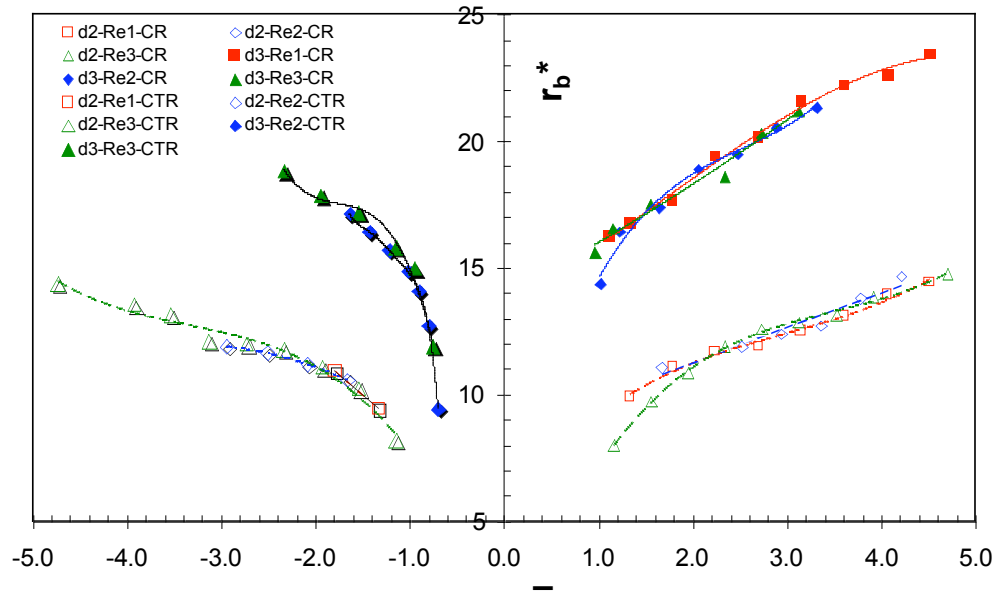 25
d2-Re1-CR d2-Re2-CR
d2-Re3-CR d3-Re1-CR
d3-Re2-CR d3-Re3-CR
d2-Re1-CTR d2-Re2-CTR
d2-Re3-CTR d3-Re2-CTR
d3-Re3-CTR
r_b*
20
15
10
5
-5.0 -4.0 -3.0 -2.0 -1.0 0.0 1.0 2.0 3.0 4.0 5.0